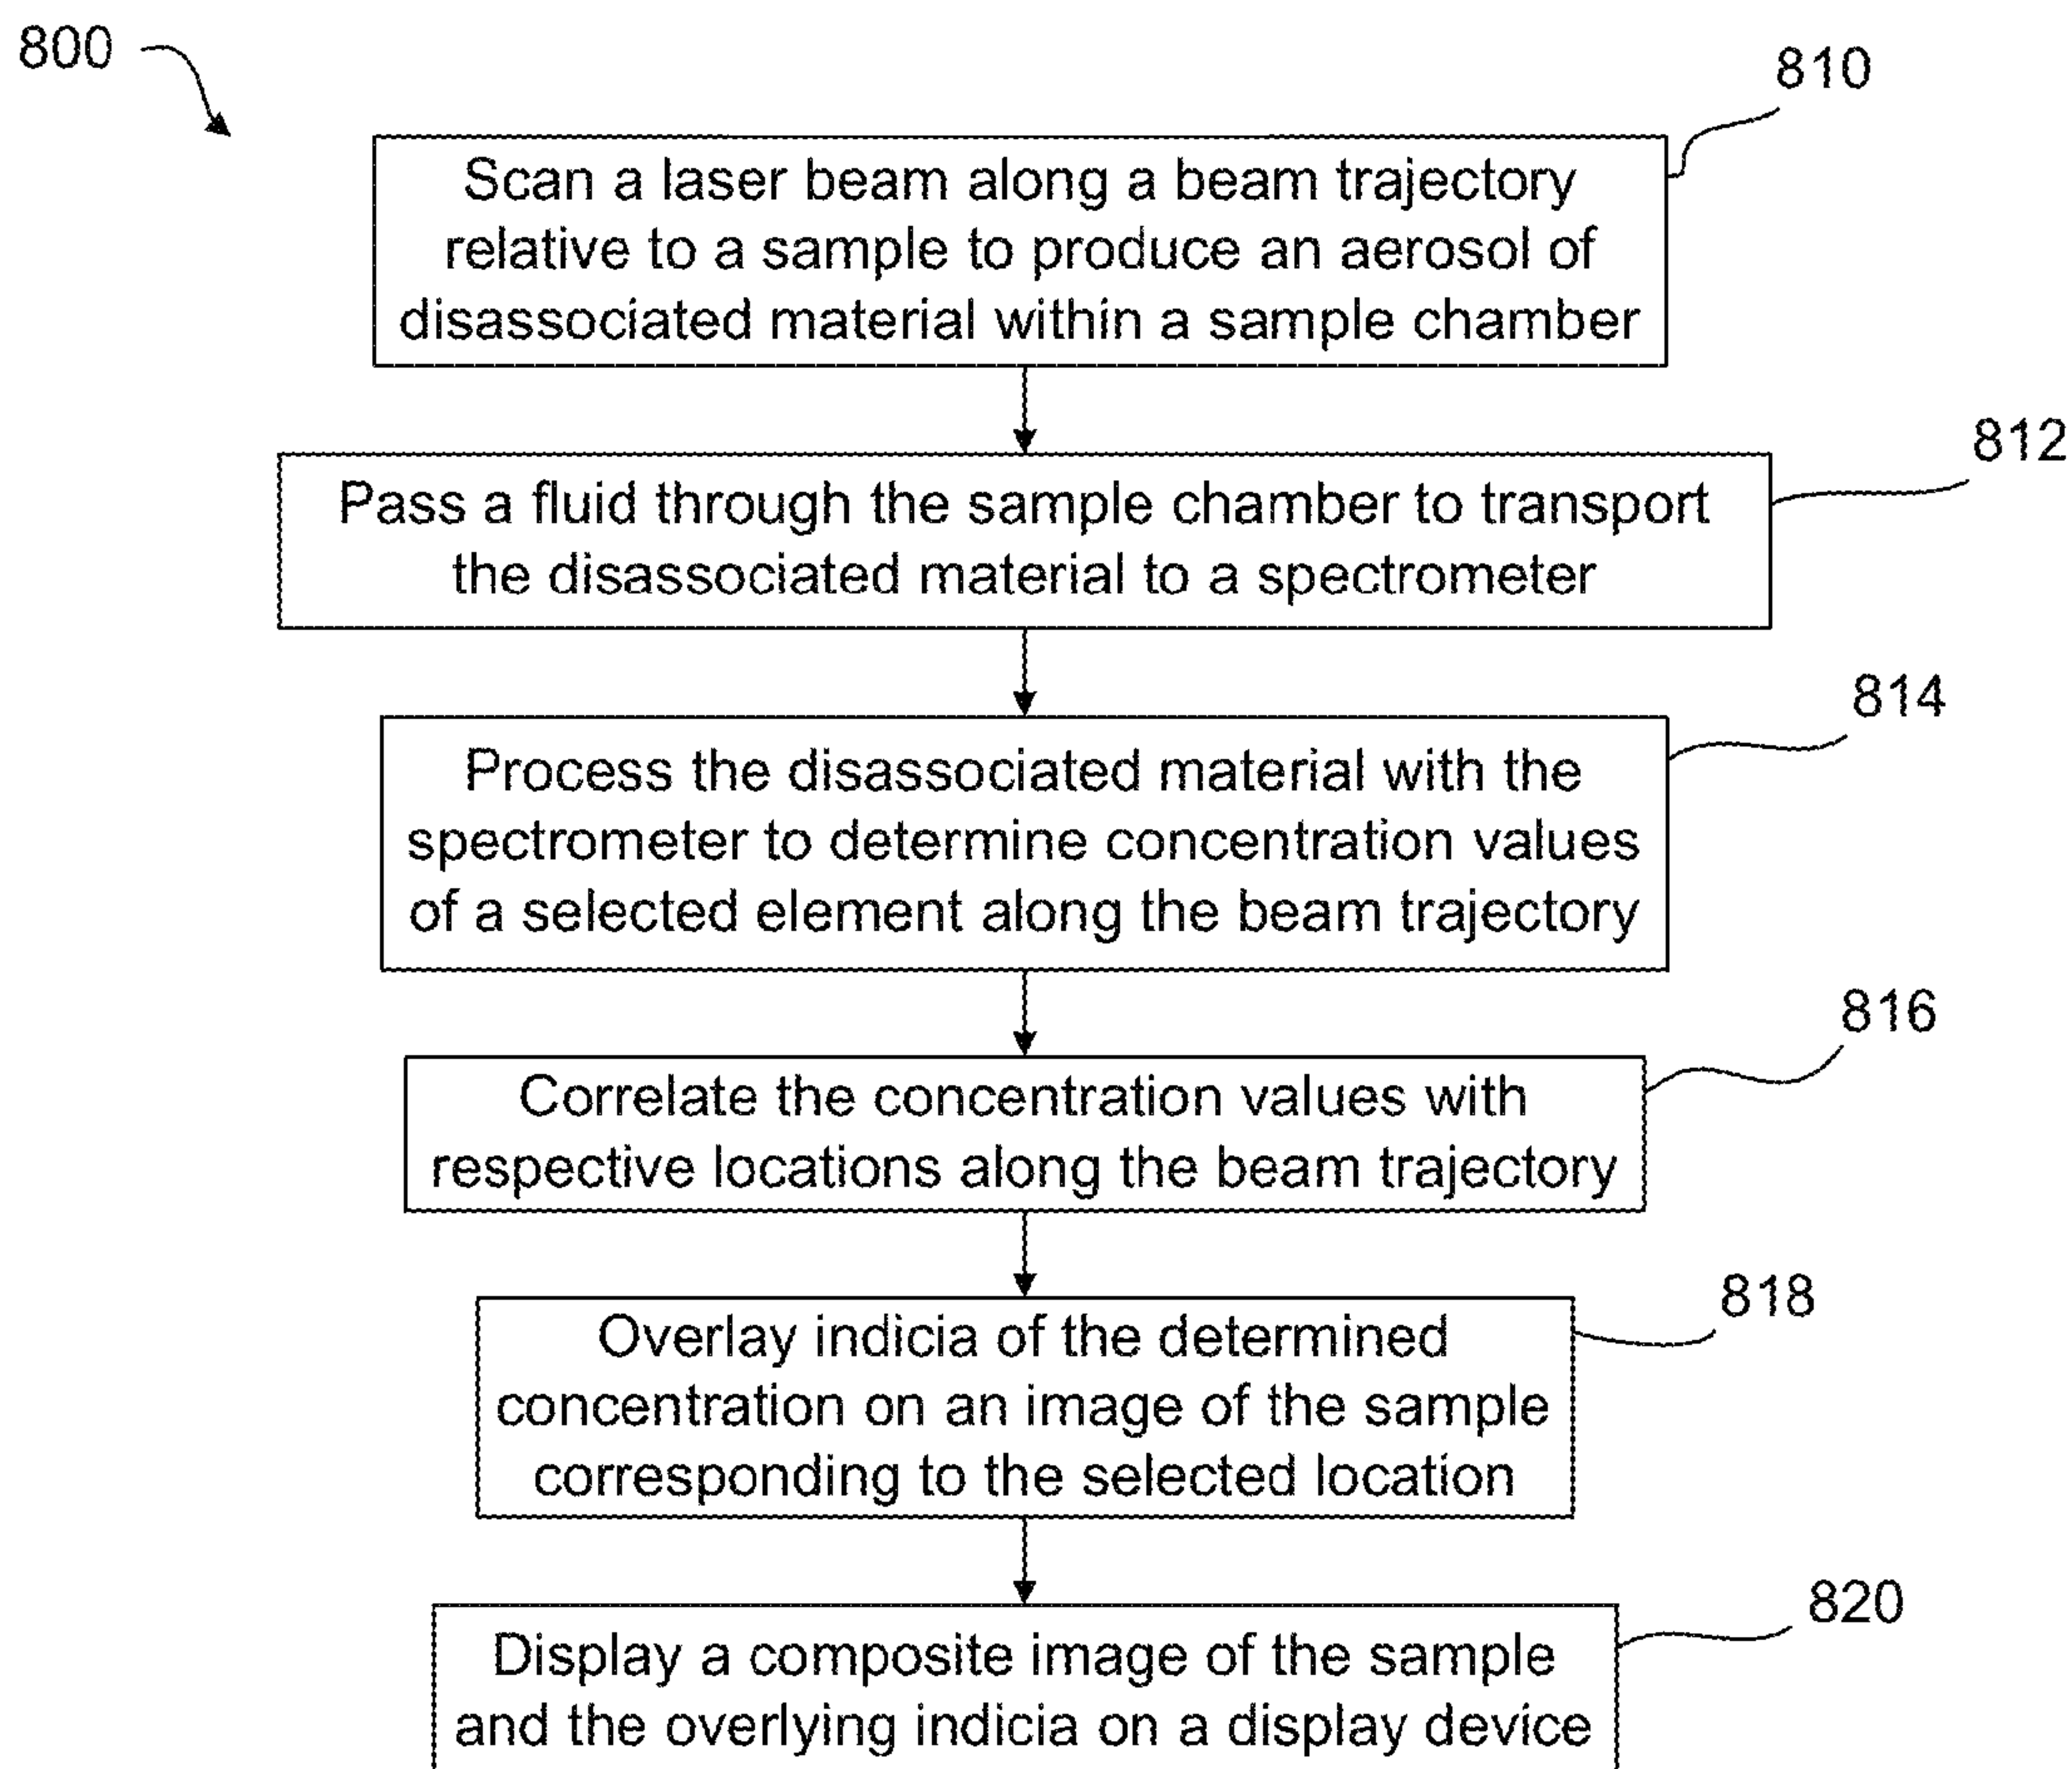 800
810
Scan a laser beam along a beam trajectory
relative to a sample to produce an aerosol of
disassociated material within a sample chamber
812
Pass a fluid through the sample chamber to transport
the disassociated material to a spectrometer
814
Process the disassociated material with the
spectrometer to determine concentration values
of a selected element along the beam trajectory
816
Correlate the concentration values with
respective locations along the beam trajectory
818
Overlay indicia of the determined
concentration on an image of the sample
corresponding to the selected location
820
Display a composite image of the sample
and the overlying indicia on a display device